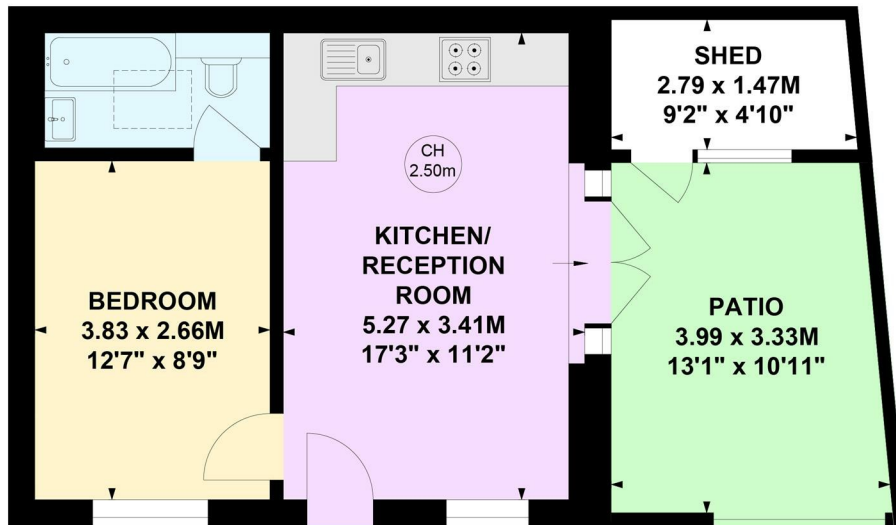 SHED
2.79 x 1.47M
9'2" x 4'10"
CH
2.50m
KITCHEN/
RECEPTION
ROOM
5.27 x 3.41M
17'3" x 11'2"
BEDROOM
3.83 x 2.66M
12'7" x 8'9"
PATIO
3.99 x 3.33M
13'1" x 10'11"